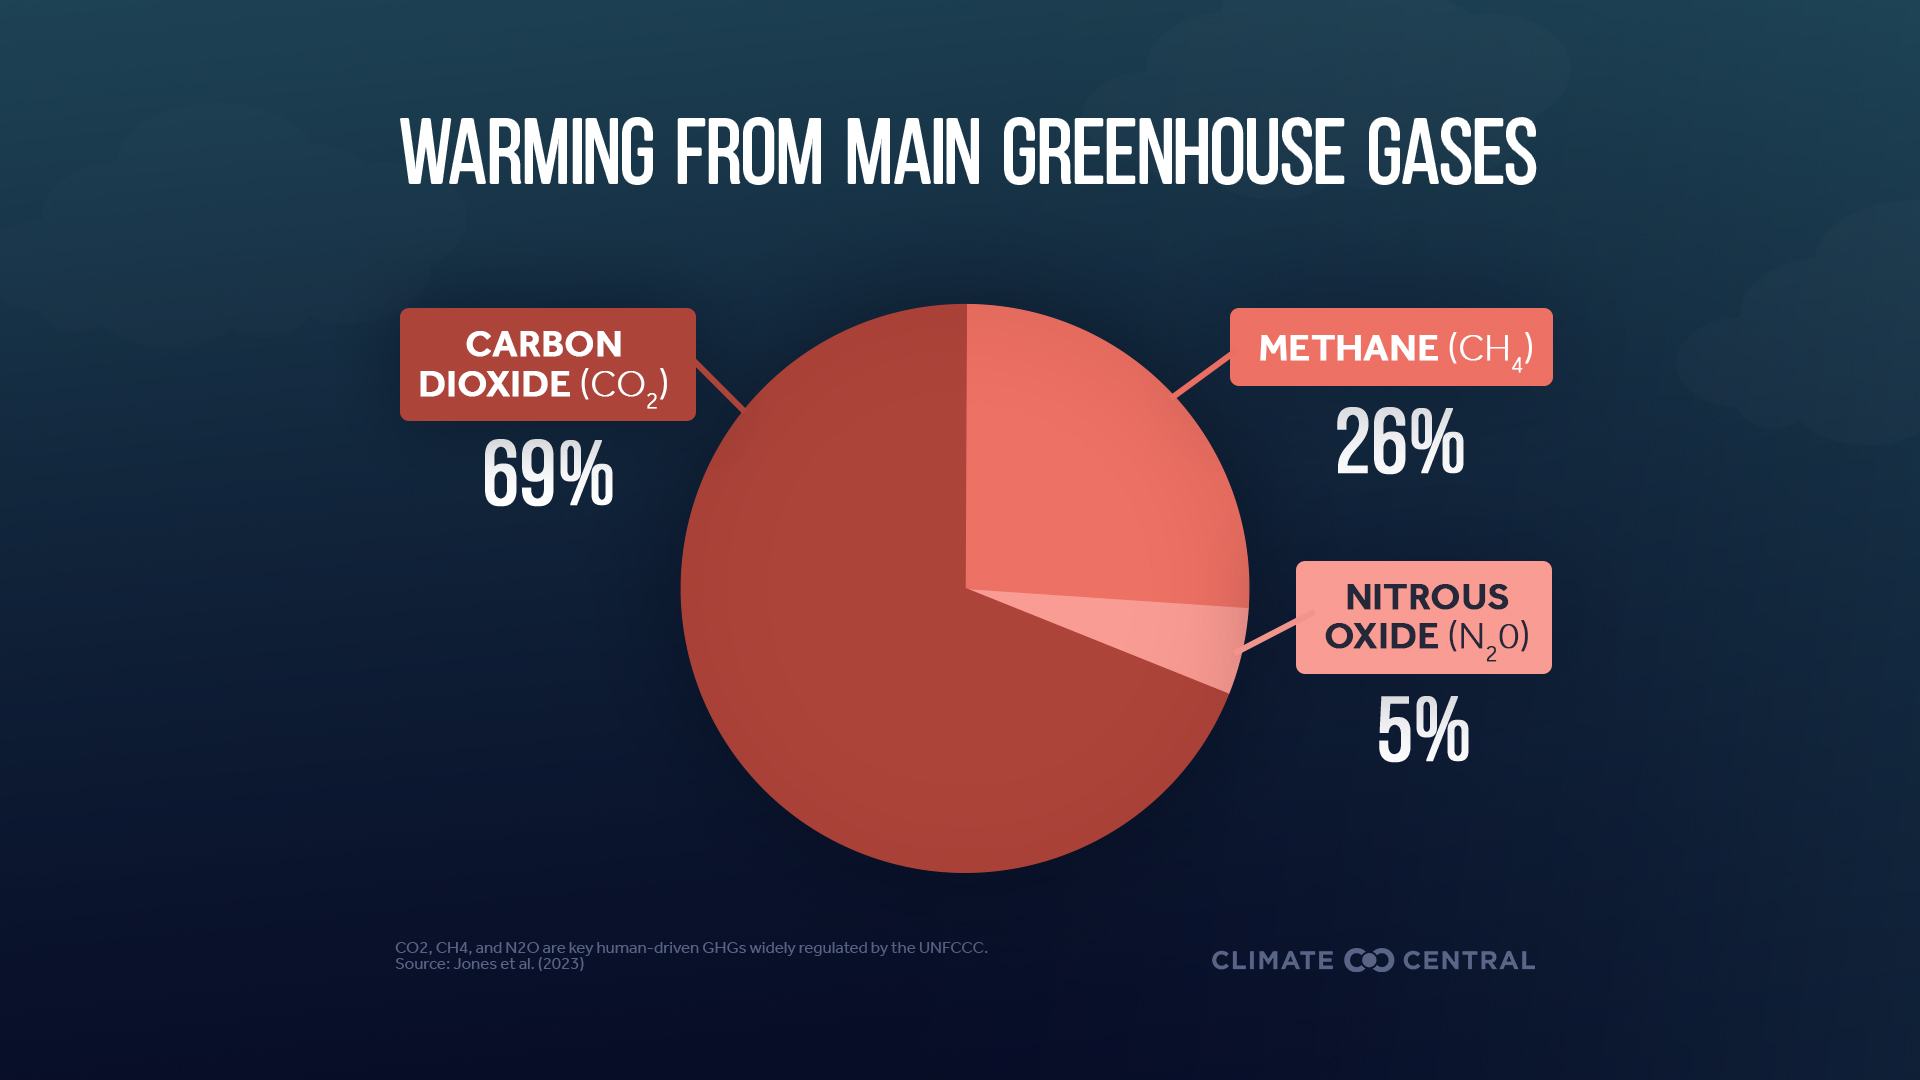 WARMING FROM MAIN GREENHOUSE GASES
CARBON
DIOXIDE (CO₂)
69%
METHANE (CH₄)
26%
NITROUS
OXIDE (N₂0)
5%
CO2, CH4, and N2O are key human-driven GHGs widely regulated by the UNFCCC.
Source: Jones et al. (2023)
CLIMATE CENTRAL